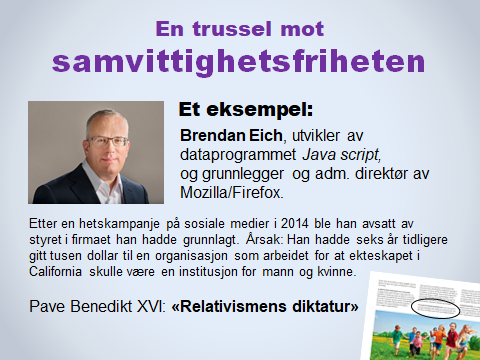 En trussel mot
samvittighetsfriheten
Et eksempel:
Brendan Eich, utvikler av
dataprogrammet Java script,
og grunnlegger og adm. direktør av
Mozilla/Firefox.
Etter en hetskampanje på sosiale medier i 2014 ble han avsatt av
styret i firmaet han hadde grunnlagt. Årsak: Han hadde seks år tidligere
gitt tusen dollar til en organisasjon som arbeidet for at ekteskapet i
California skulle være en institusjon for mann og kvinne.
Pave Benedikt XVI: «Relativismens diktatur»